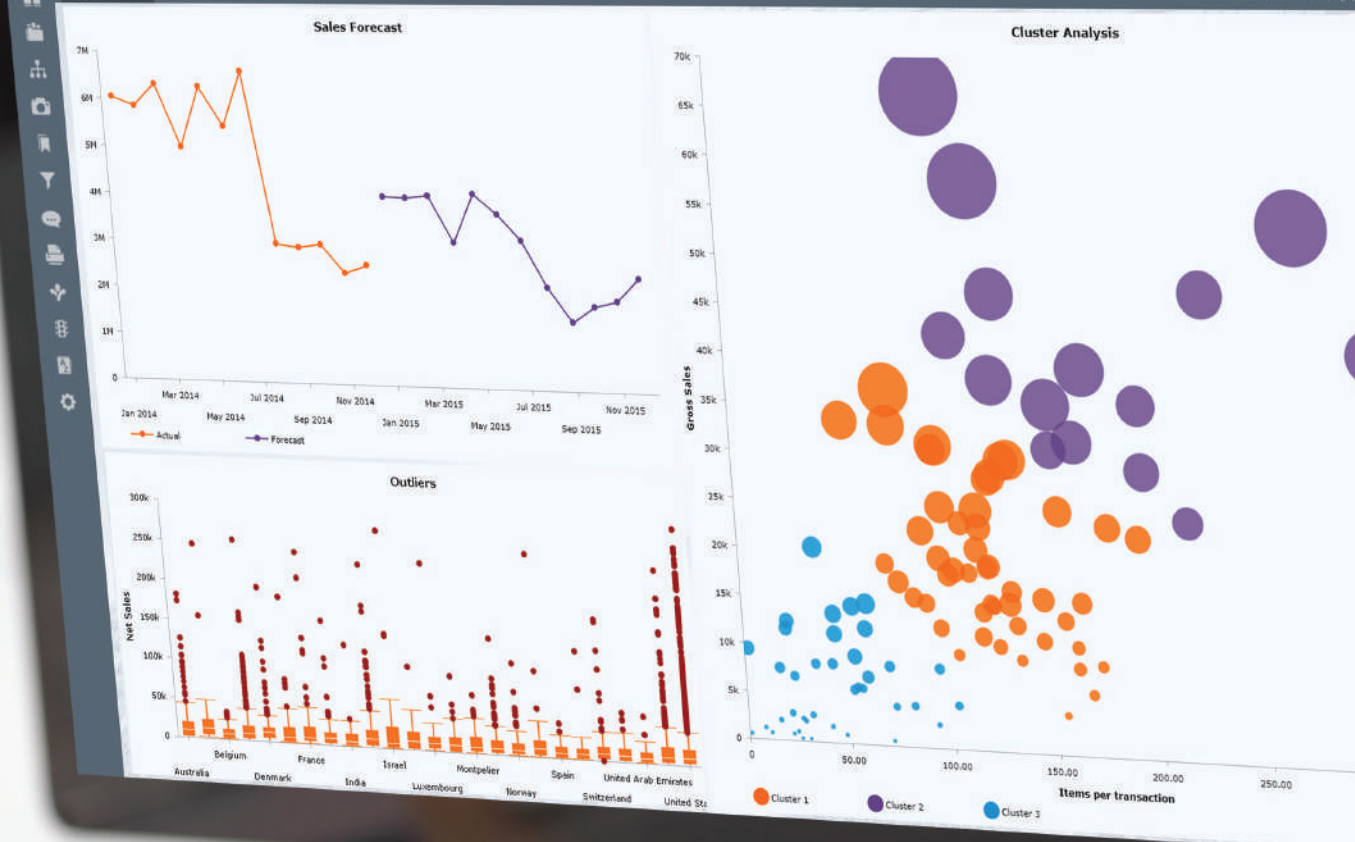 Sales Forecast
7M
6M
5M
4M
3M
2M
1M
0
Jan 2014
Mar 2014
May 2014
Jul 2014
Sep 2014
Nov 2014
Jan 2015
Mar 2015
May 2015
Jul 2015
Sep 2015
Nov 2015
Actual
Forecast
Outliers
Net Sales
300k
250k
200k
150k
100k
50k
0
Australia
Belgium
Denmark
France
India
Israel
Luxembourg
Montpelier
Norway
Spain
Switzerland
United Arab Emirates
United Sta
Cluster Analysis
Gross Sales
70k
65k
60k
55k
50k
45k
40k
35k
30k
25k
20k
15k
10k
5k
0
0
50.00
100.00
150.00
200.00
250.00
Items per transaction
Cluster 1
Cluster 2
Cluster 3